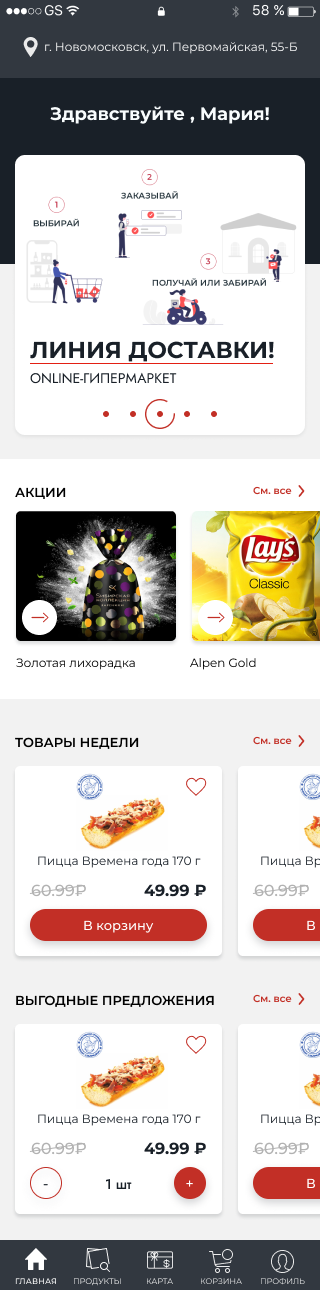 GS 58 %
г. Новомосковск, ул. Первомайская, 55-Б
Здравствуйте , Мария!
1
ВЫБИРАЙ
2
ЗАКАЗЫВАЙ
3
ПОЛУЧАЙ ИЛИ ЗАБИРАЙ
ЛИНИЯ ДОСТАВКИ!
ONLINE-ГИПЕРМАРКЕТ
АКЦИИ См. все
Lay's
Classic
Золотая лихорадка Alpen Gold
ТОВАРЫ НЕДЕЛИ См. все
Пицца Времена года 170 г Пицца Вр
60.99₽ 49.99 ₽ 60.99₽
В корзину В
ВЫГОДНЫЕ ПРЕДЛОЖЕНИЯ См. все
Пицца Времена года 170 г Пицца Вр
60.99₽ 49.99 ₽ 60.99₽
- 1 шт + В
ГЛАВНАЯ ПРОДУКТЫ КАРТА КОРЗИНА ПРОФИЛЬ